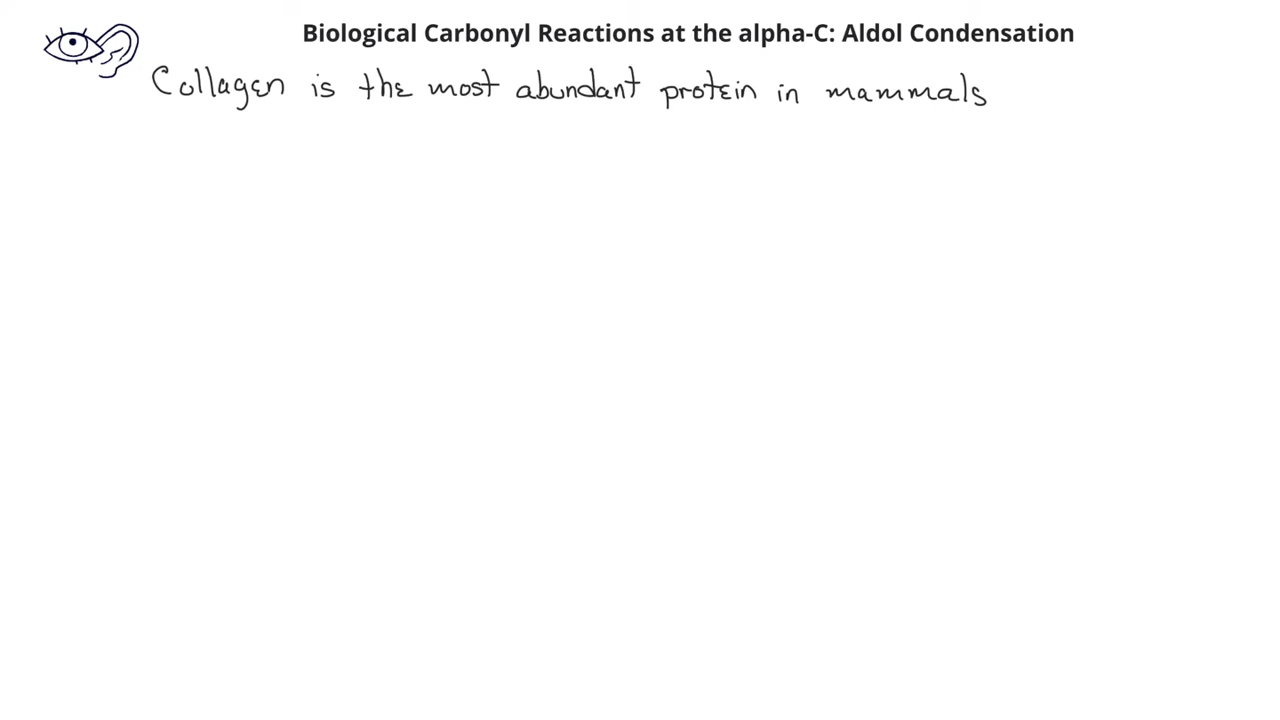 Biological Carbonyl Reactions at the alpha-C: Aldol Condensation
Collagen is the most abundant protein in mammals